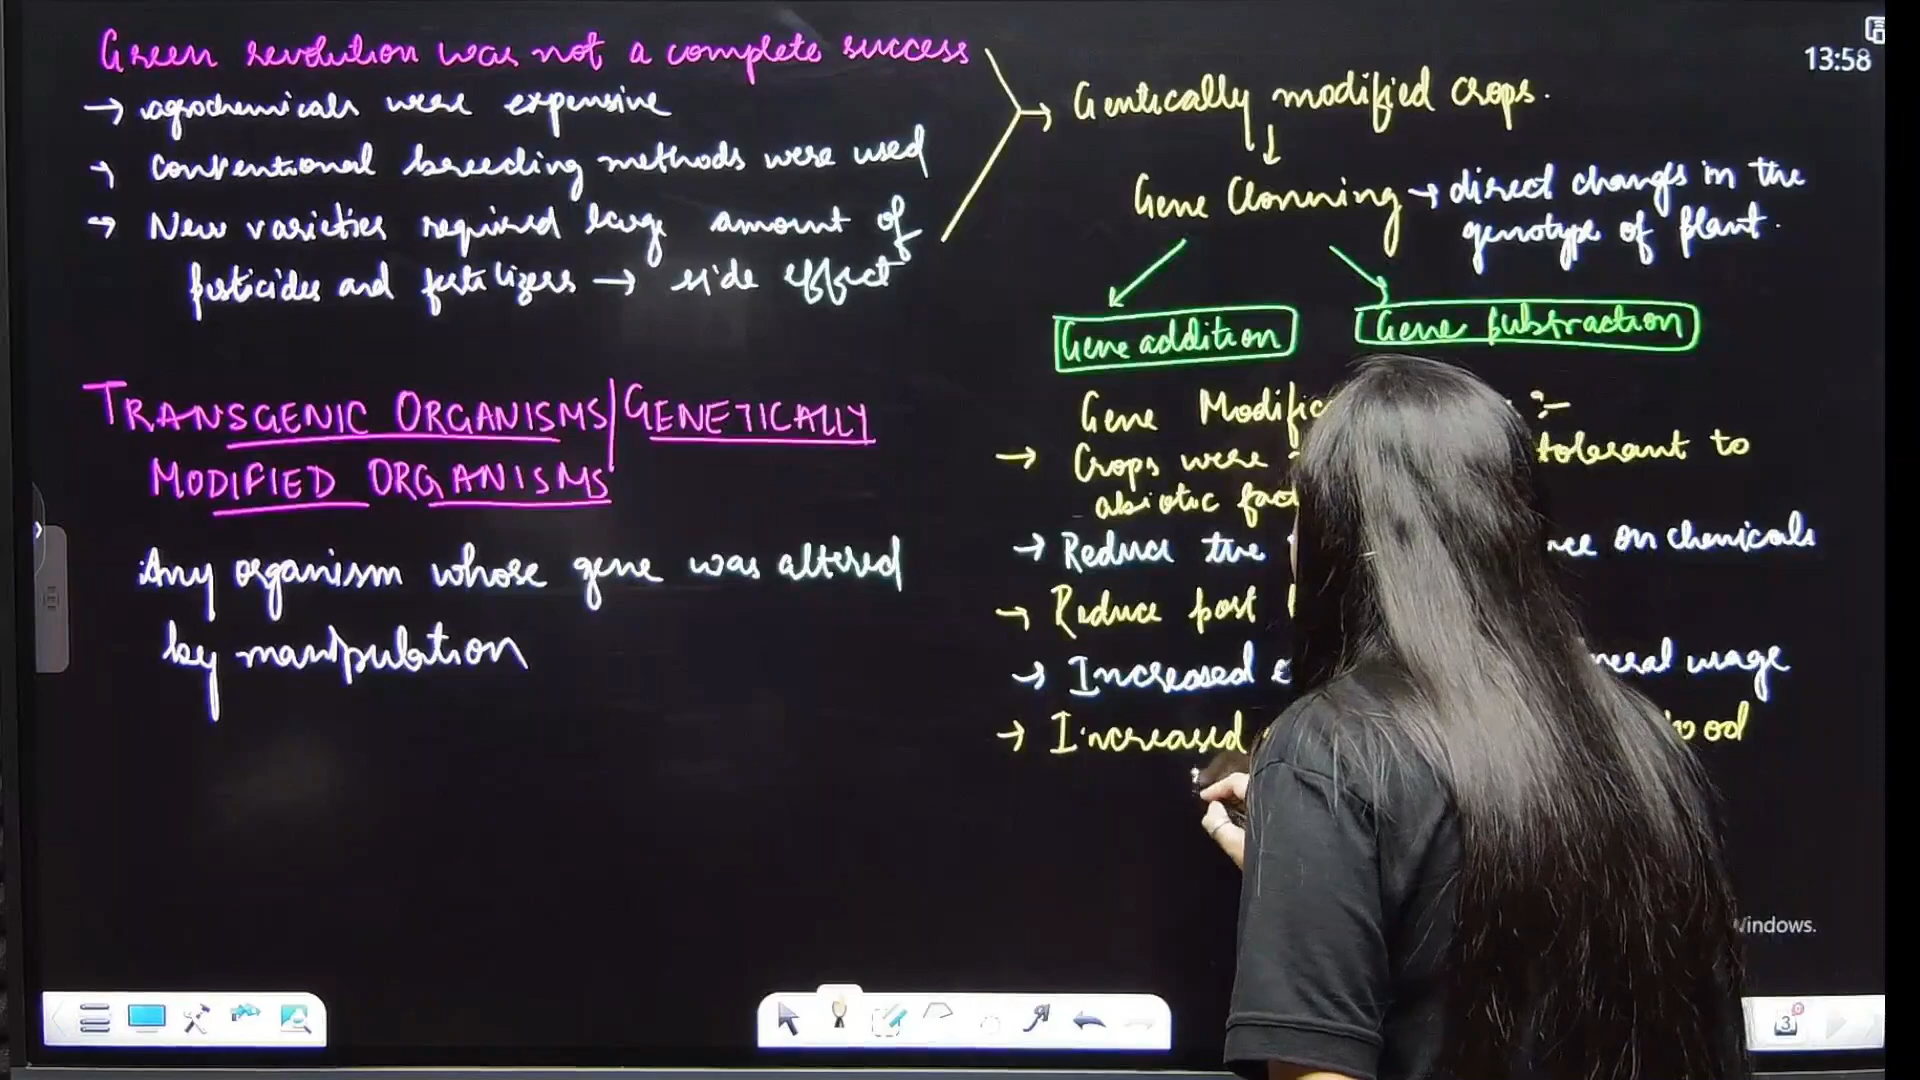 Green revolution was not a complete success
→ agrochemicals were expensive
→ Conventional breeding methods were used
→ New varieties required large amount of
pesticides and fertilizers → side effect
TRANSGENIC ORGANISMS/GENETICALLY
MODIFIED ORGANISMS
Any organism whose gene was altered
by manipulation
13:58
→ Genetically modified crops.
↓
Gene Clonning → direct changes in the
genotype of plant.
Gene addition
Gene Subtraction
Gene :-
→ Crops were tolerant to
abiotic
→ Reduce the on chemicals
→ Reduce post
→ Increased usage
→ Increased
Windows.
3